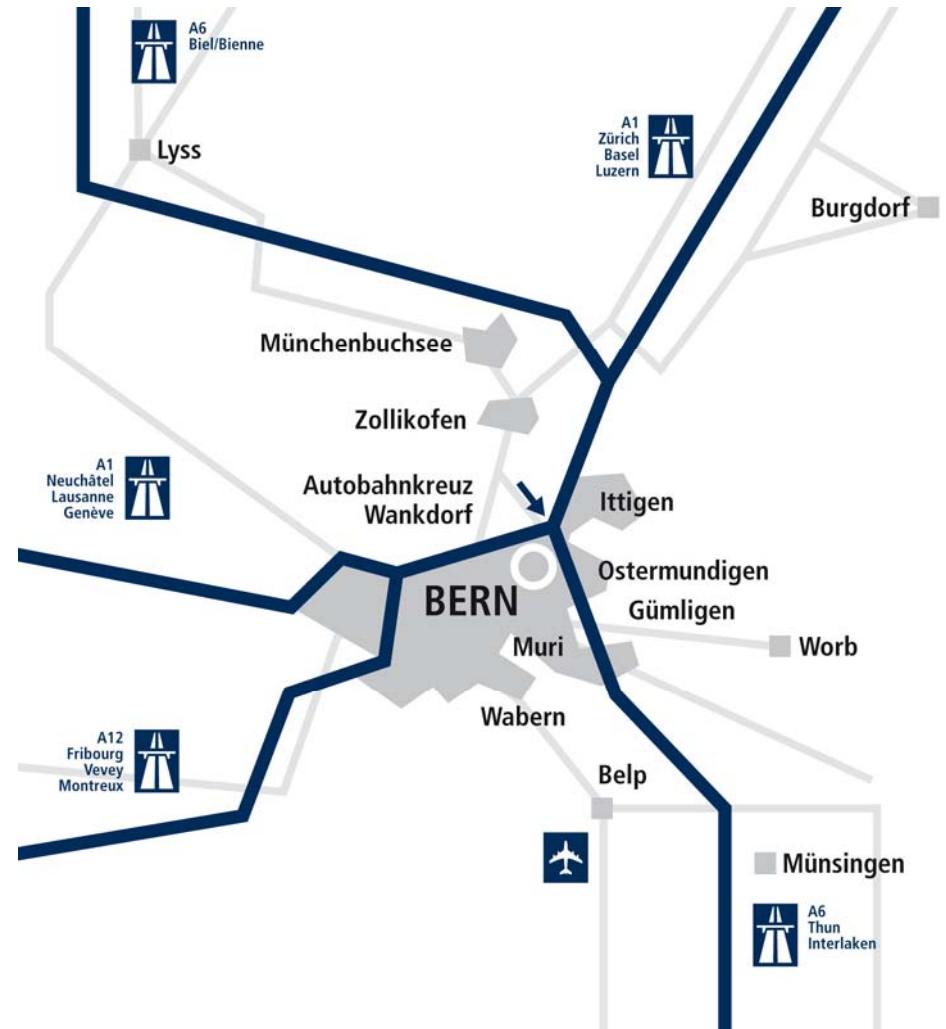 A6
Biel/Bienne
Lyss
A1
Zürich
Basel
Luzern
Burgdorf
Münchenbuchsee
Zollikofen
A1
Neuchâtel
Lausanne
Genève
Autobahnkreuz
Wankdorf
Ittigen
Ostermundigen
BERN
Gümligen
Muri
Worb
Wabern
A12
Fribourg
Vevey
Montreux
Belp
Münsingen
A6
Thun
Interlaken